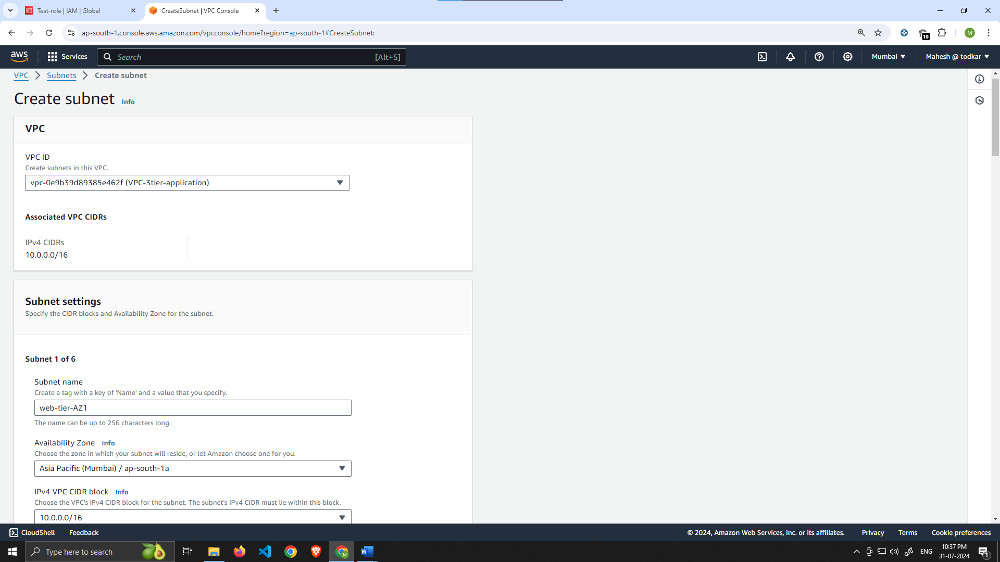 Test-role | IAM | Global
CreateSubnet | VPC Console
ap-south-1.console.aws.amazon.com/vpcconsole/home?region=ap-south-1#CreateSubnet:
10
M
aws
Services
Search
[Alt+S]
Mumbai
Mahesh @ todkar
VPC
Subnets
Create subnet
Create subnet
Info
VPC
VPC ID
Create subnets in this VPC.
vpc-0e9b39d89385e462f (VPC-3tier-application)
Associated VPC CIDRs
IPv4 CIDRs
10.0.0.0/16
Subnet settings
Specify the CIDR blocks and Availability Zone for the subnet.
Subnet 1 of 6
Subnet name
Create a tag with a key of 'Name' and a value that you specify.
web-tier-AZ1
The name can be up to 256 characters long.
Availability Zone Info
Choose the zone in which your subnet will reside, or let Amazon choose one for you.
Asia Pacific (Mumbai) / ap-south-1a
IPv4 VPC CIDR block Info
Choose the VPC's IPv4 CIDR block for the subnet. The subnet's IPv4 CIDR must lie within this block.
10.0.0.0/16
CloudShell
Feedback
© 2024, Amazon Web Services, Inc. or its affiliates.
Privacy
Terms
Cookie preferences
Type here to search
M
W
ENG
10:37 PM
31-07-2024
1